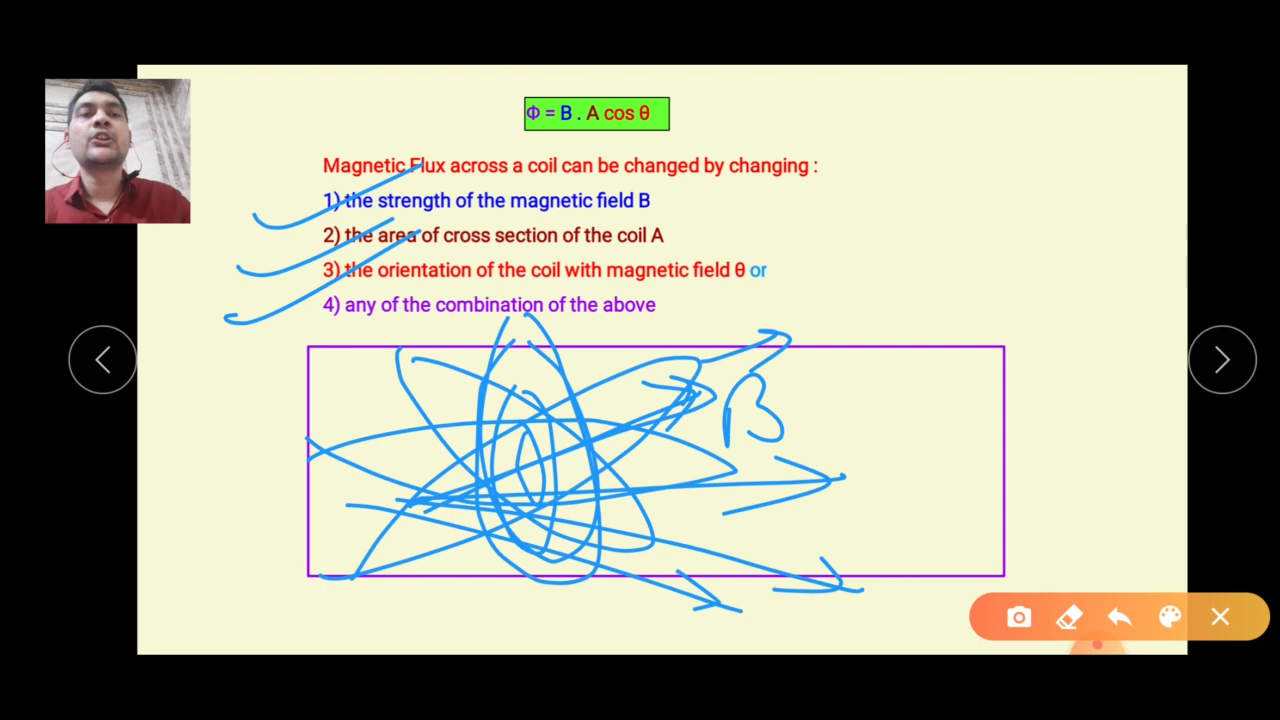 Φ = B . A cos θ
Magnetic Flux across a coil can be changed by changing :
1) the strength of the magnetic field B
2) the area of cross section of the coil A
3) the orientation of the coil with magnetic field θ or
4) any of the combination of the above
B